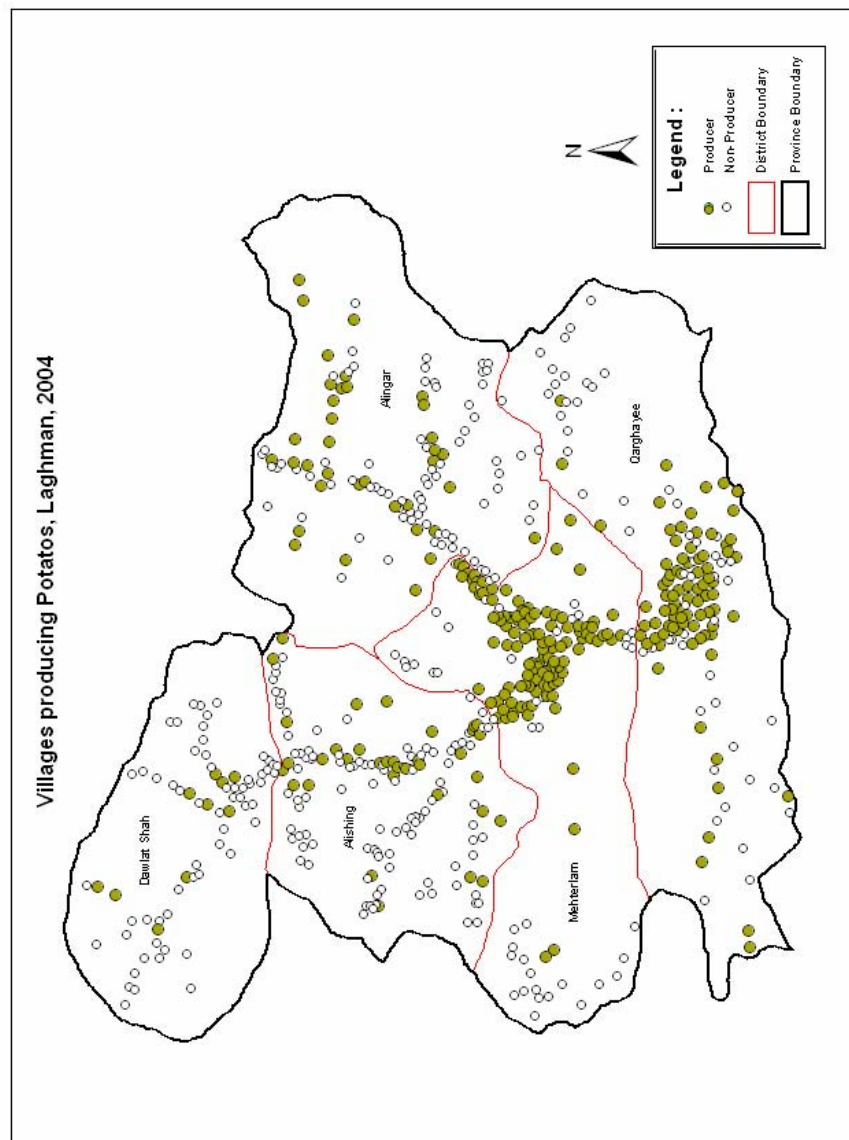 Villages producing Potatos, Laghman, 2004
Dawlat Shah
Alingar
Alishing
Mehterlam
Qarghayee
N
Legend :
Producer
Non-Producer
District Boundary
Province Boundary